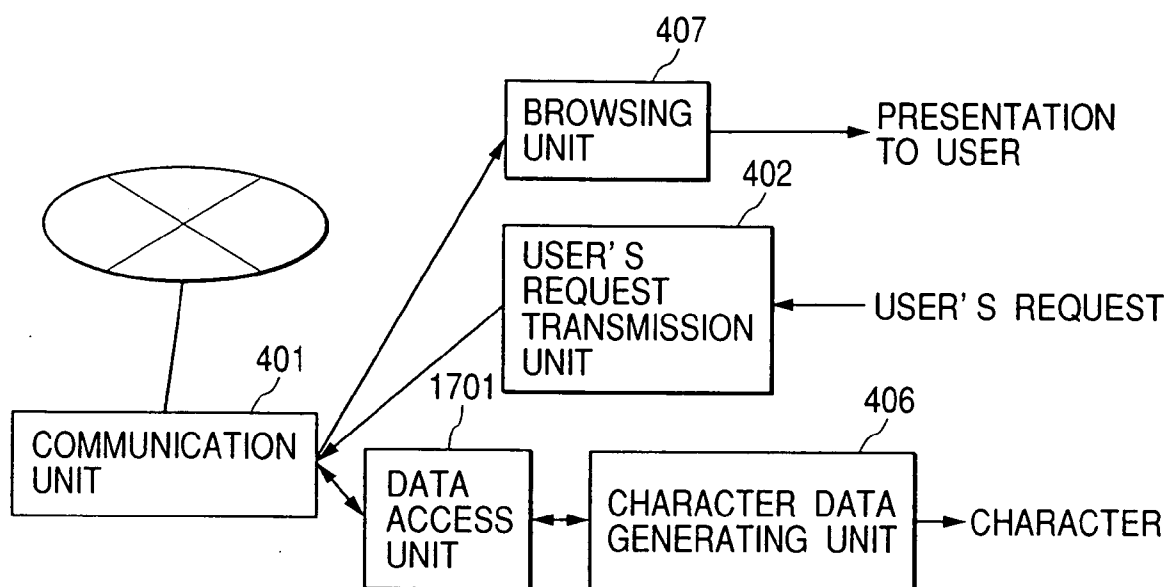 407
BROWSING
UNIT
PRESENTATION
TO USER
402
USER'S
REQUEST
TRANSMISSION
UNIT
USER'S REQUEST
401
COMMUNICATION
UNIT
1701
DATA
ACCESS
UNIT
406
CHARACTER DATA
GENERATING UNIT
CHARACTER